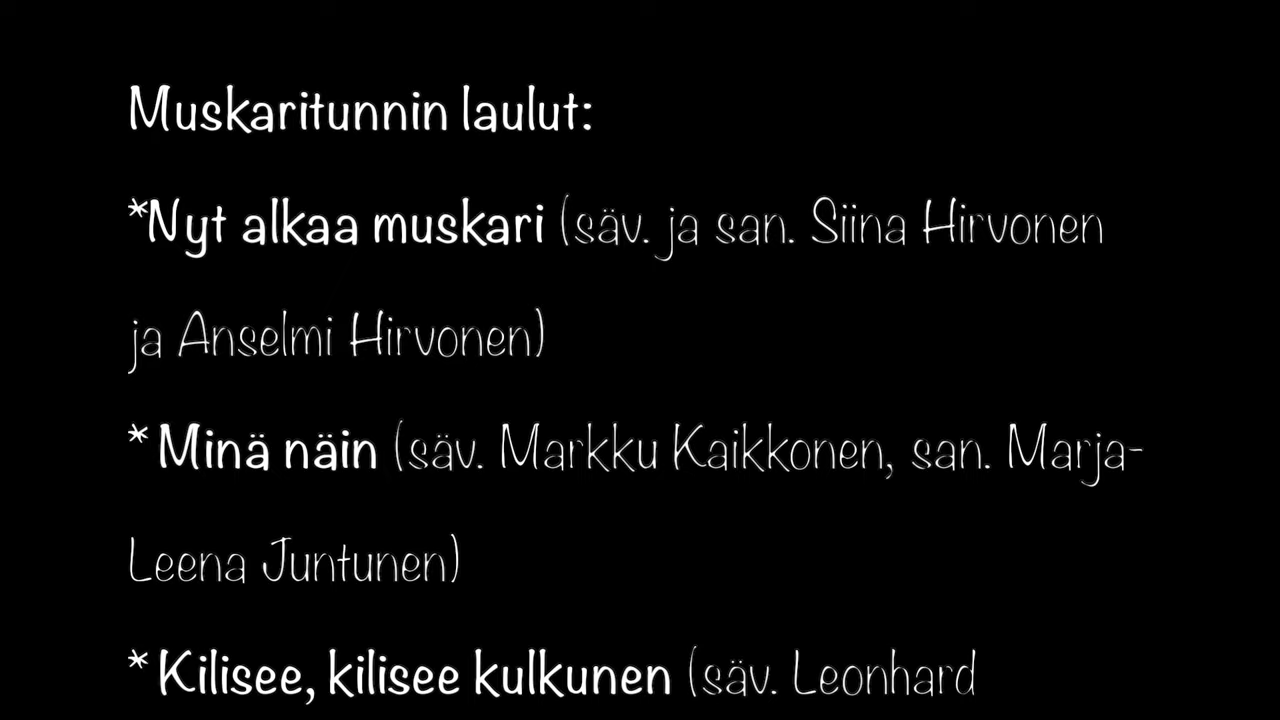 Muskaritunnin laulut:
*Nyt alkaa muskari (säv. ja san. Siina Hirvonen
ja Anselmi Hirvonen)
* Minä näin (säv. Markku Kaikkonen, san. Marja-
Leena Juntunen)
* Kilisee, kilisee kulkunen (säv. Leonhard